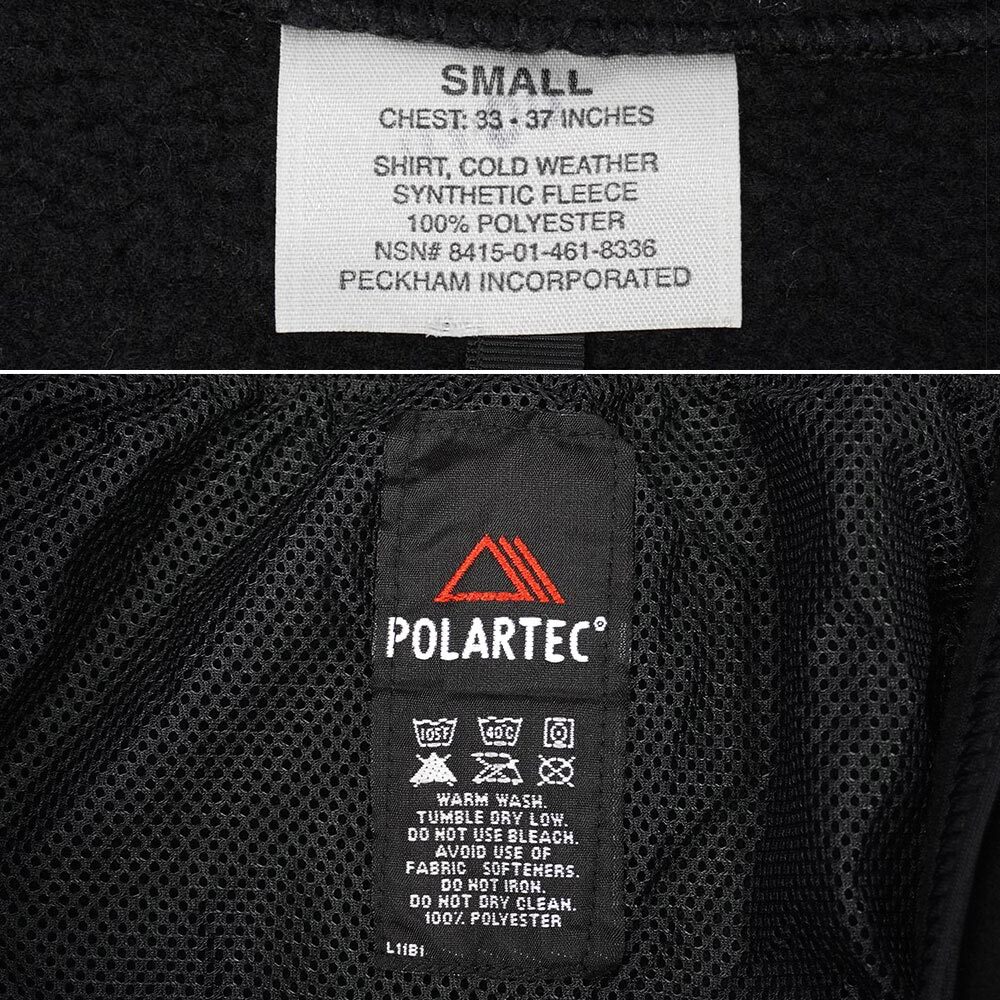 SMALL
CHEST: 33 - 37 INCHES
SHIRT, COLD WEATHER
SYNTHETIC FLEECE
100% POLYESTER
NSN# 8415-01-461-8336
PECKHAM INCORPORATED
POLARTEC®
105F 40C
WARM WASH.
TUMBLE DRY LOW.
DO NOT USE BLEACH.
AVOID USE OF
FABRIC SOFTENERS.
DO NOT IRON.
DO NOT DRY CLEAN.
100% POLYESTER
L11B1